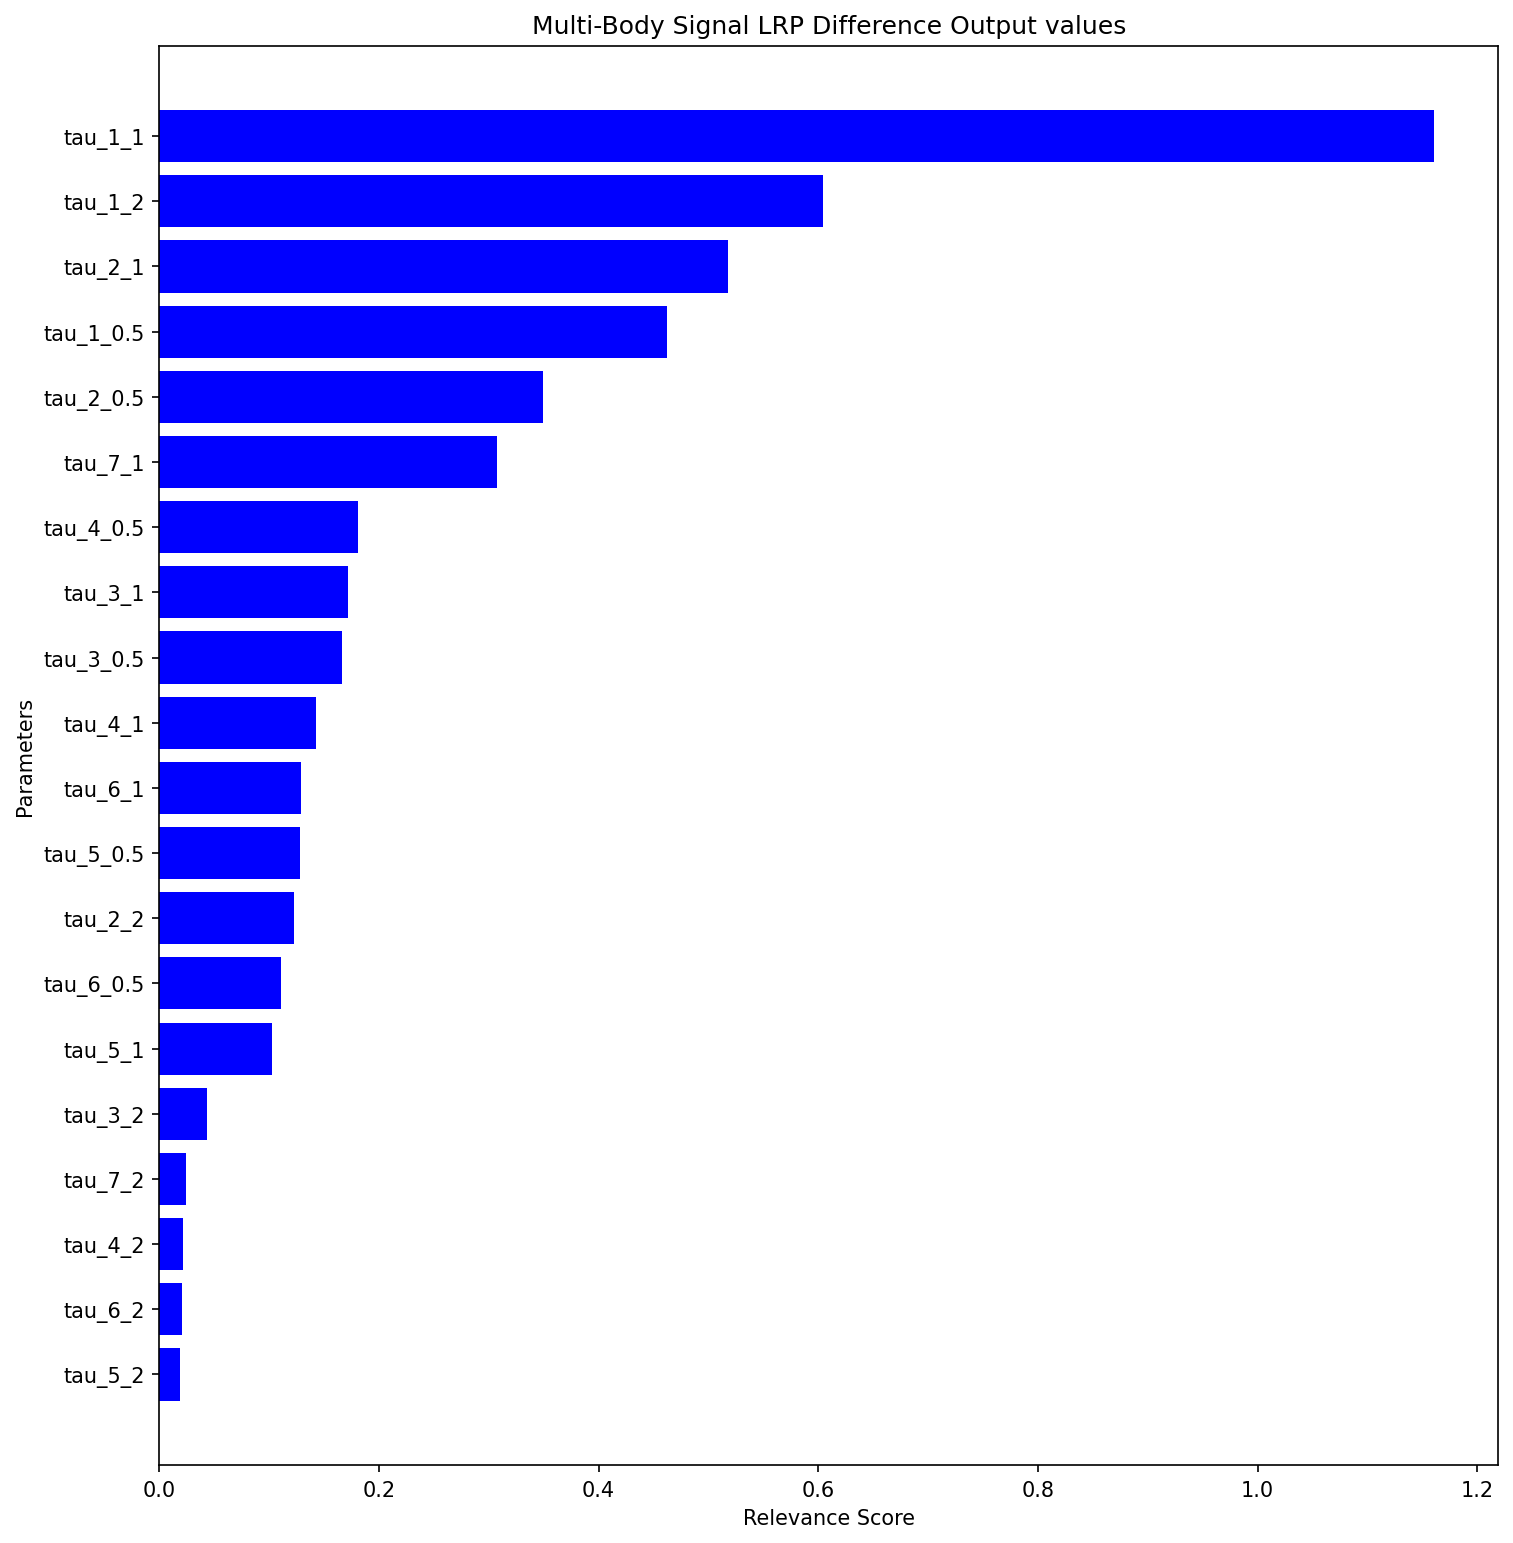 Multi-Body Signal LRP Difference Output values
tau_1_1
tau_1_2
tau_2_1
tau_1_0.5
tau_2_0.5
tau_7_1
tau_4_0.5
tau_3_1
tau_3_0.5
tau_4_1
tau_6_1
tau_5_0.5
tau_2_2
tau_6_0.5
tau_5_1
tau_3_2
tau_7_2
tau_4_2
tau_6_2
tau_5_2
Parameters
0.0 0.2 0.4 0.6 0.8 1.0 1.2
Relevance Score